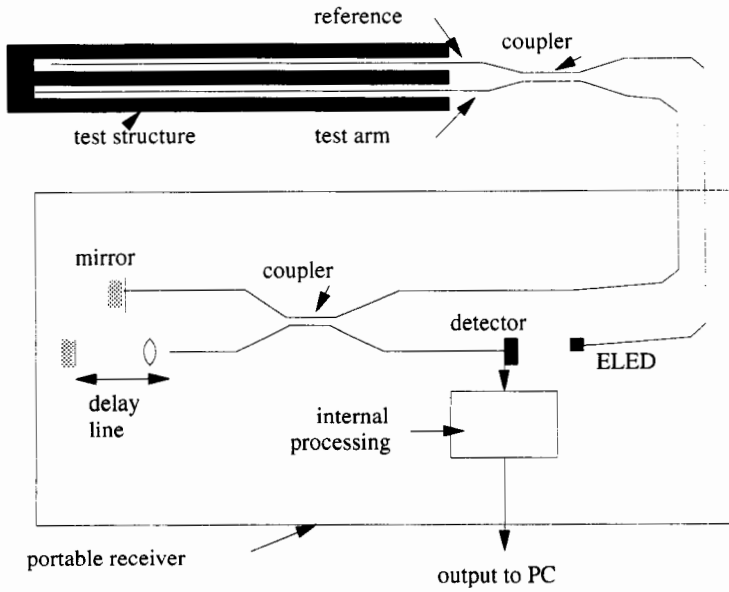 reference
coupler
test structure
test arm
mirror
coupler
detector
ELED
delay
line
internal
processing
portable receiver
output to PC